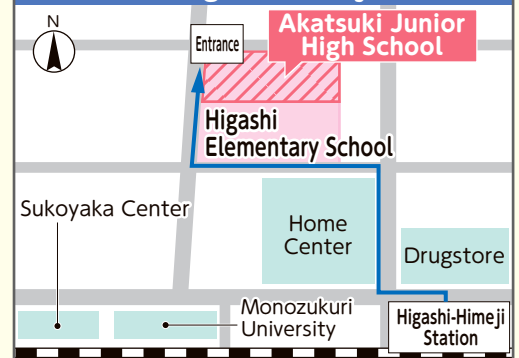 N
Entrance
Akatsuki Junior
High School
Higashi
Elementary School
Sukoyaka Center
Home
Center
Drugstore
Monozukuri
University
Higashi-Himeji
Station